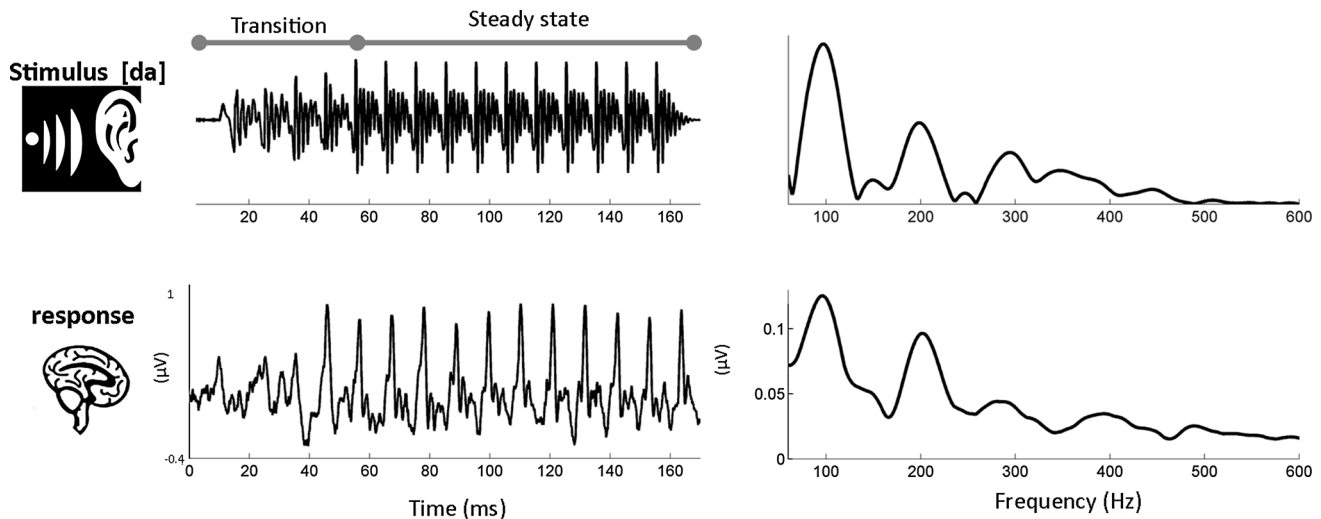 Transition
Steady state
Stimulus [da]
20 40 60 80 100 120 140 160
100 200 300 400 500 600
response
1
(μV)
-0.4
0 20 40 60 80 100 120 140 160
Time (ms)
0.1
(μV)
0.05
0
100 200 300 400 500 600
Frequency (Hz)